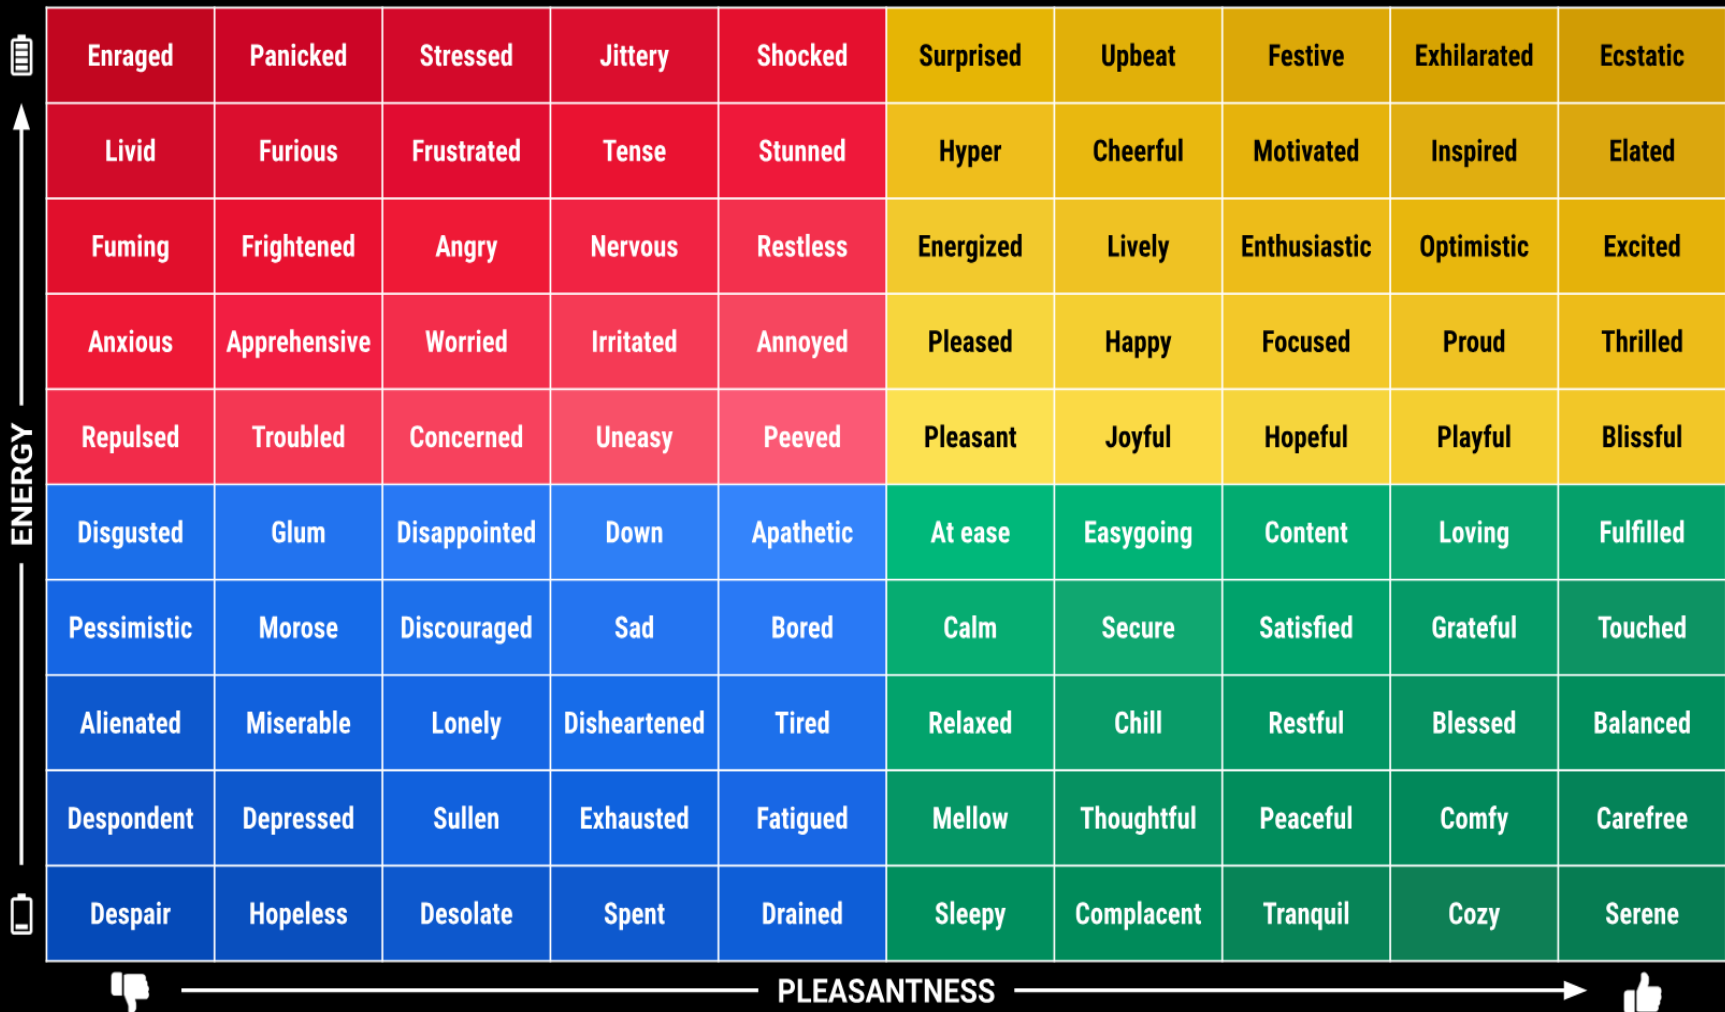 Enraged Panicked Stressed Jittery Shocked Surprised Upbeat Festive Exhilarated Ecstatic
Livid Furious Frustrated Tense Stunned Hyper Cheerful Motivated Inspired Elated
Fuming Frightened Angry Nervous Restless Energized Lively Enthusiastic Optimistic Excited
Anxious Apprehensive Worried Irritated Annoyed Pleased Happy Focused Proud Thrilled
Repulsed Troubled Concerned Uneasy Peeved Pleasant Joyful Hopeful Playful Blissful
ENERGY
Disgusted Glum Disappointed Down Apathetic At ease Easygoing Content Loving Fulfilled
Pessimistic Morose Discouraged Sad Bored Calm Secure Satisfied Grateful Touched
Alienated Miserable Lonely Disheartened Tired Relaxed Chill Restful Blessed Balanced
Despondent Depressed Sullen Exhausted Fatigued Mellow Thoughtful Peaceful Comfy Carefree
Despair Hopeless Desolate Spent Drained Sleepy Complacent Tranquil Cozy Serene
PLEASANTNESS